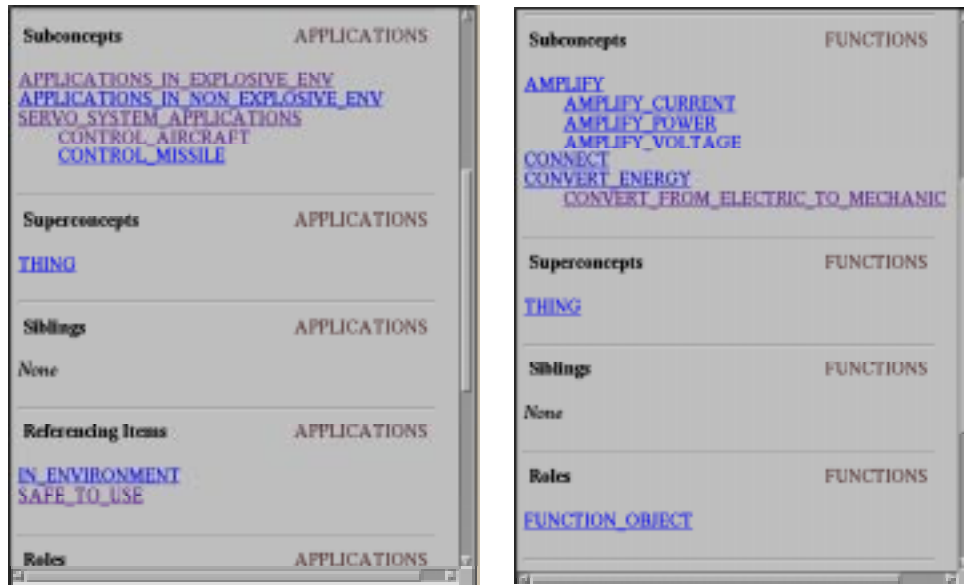 Subconcepts APPLICATIONS
APPLICATIONS_IN_EXPLOSIVE_ENV
APPLICATIONS_IN_NON_EXPLOSIVE_ENV
SERVO_SYSTEM_APPLICATIONS
CONTROL_AIRCRAFT
CONTROL_MISSILE
Superconcepts APPLICATIONS
THING
Siblings APPLICATIONS
None
Referencing Items APPLICATIONS
IN_ENVIRONMENT
SAFE_TO_USE
Roles APPLICATIONS
Subconcepts FUNCTIONS
AMPLIFY
AMPLIFY_CURRENT
AMPLIFY_POWER
AMPLIFY_VOLTAGE
CONNECT
CONVERT_ENERGY
CONVERT_FROM_ELECTRIC_TO_MECHANIC
Superconcepts FUNCTIONS
THING
Siblings FUNCTIONS
None
Roles FUNCTIONS
FUNCTION_OBJECT